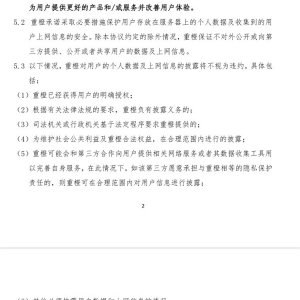 为用户提供更好的产品和/或服务并改善用户体验。
5.2 重橙承诺采取必要措施保护用户存放在服务器上的个人数据及收集到的用
户上网信息的安全。除本协议约定的除外情形，重橙保证不对外公开或向第
三方提供、公开或者共享用户的数据及上网信息。
5.3 以下情况，重橙对用户的个人数据及上网信息的披露将不视为违约。具体包
括：
（1）重橙已经获得用户的明确授权；
（2）根据有关法律法规的要求，重橙负有披露义务的；
（3）司法机关或行政机关基于法定程序要求重橙提供的；
（4）为维护社会公共利益及重橙合法权益，在合理范围内进行的披露；
（5）重橙可能会和第三方合作向用户提供相关网络服务或者其数据收集工具用
以完善自身服务，在此情况下，如该第三方愿意承担与重橙相等的隐私保护
责任的，则重橙可在合理范围内对用户信息进行披露；
2